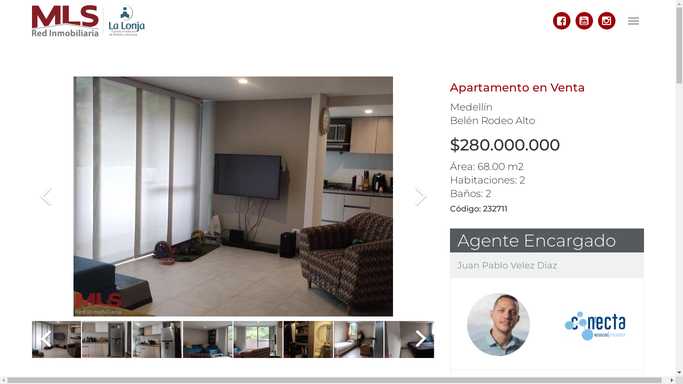 MLS
Red Inmobiliaria
La Lonja
Apartamento en Venta
Medellín
Belén Rodeo Alto
$280.000.000
Área: 68.00 m2
Habitaciones: 2
Baños: 2
Código: 232711
Agente Encargado
Juan Pablo Velez Diaz
MLS
Red Inmobiliaria
conecta